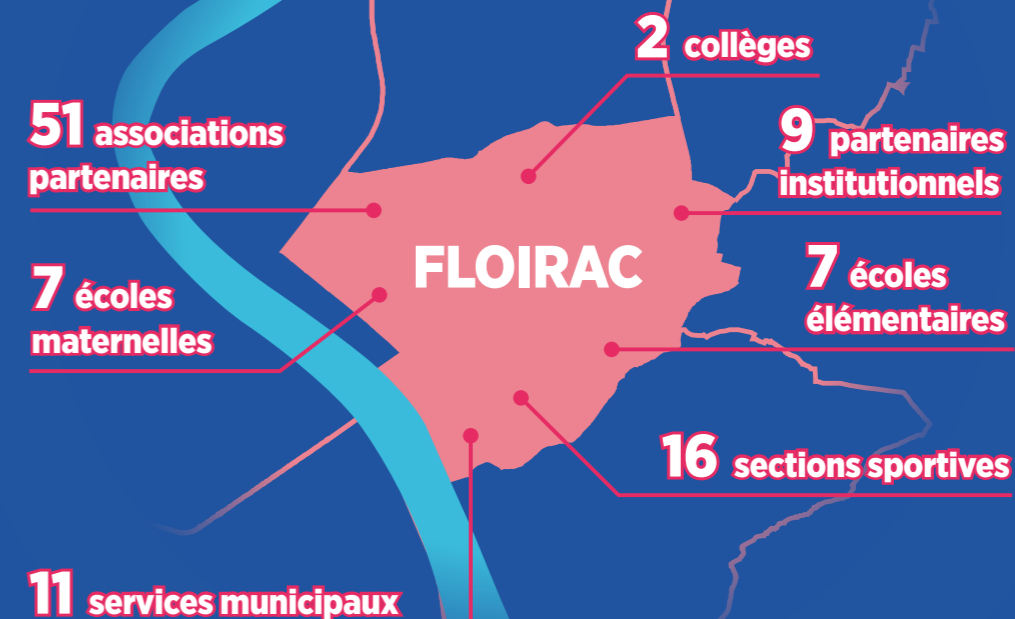 2 collèges
51 associations
partenaires
9 partenaires
institutionnels
FLOIRAC
7 écoles
maternelles
7 écoles
élémentaires
16 sections sportives
11 services municipaux